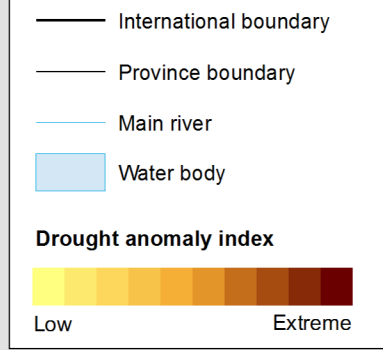 International boundary
Province boundary
Main river
Water body
Drought anomaly index
Low Extreme